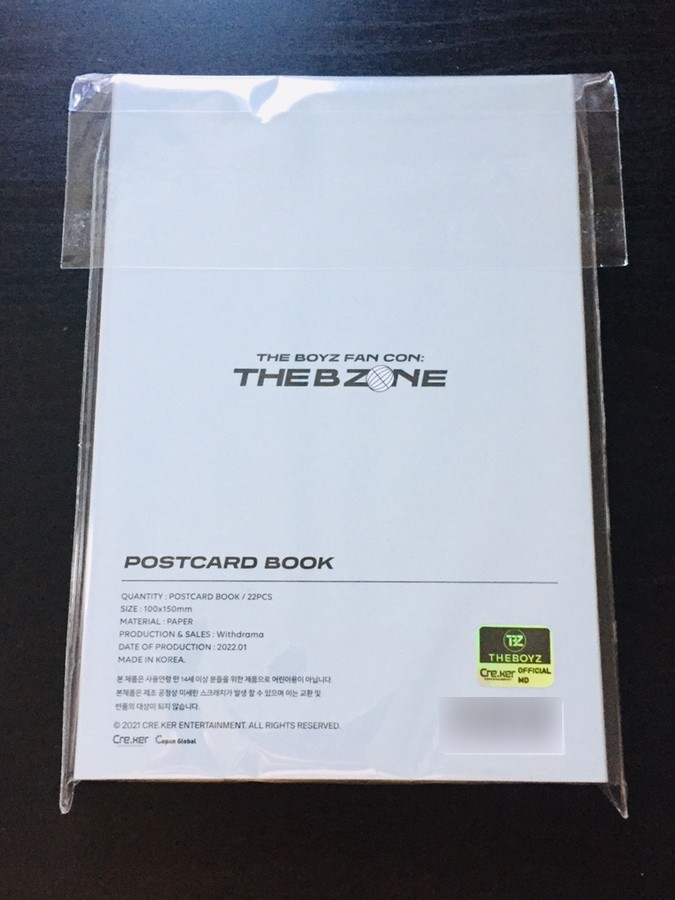 THE BOYZ FAN CON:
THE B ZONE
POSTCARD BOOK
QUANTITY : POSTCARD BOOK / 22PCS
SIZE : 100x150mm
MATERIAL : PAPER
PRODUCTION & SALES : Withdrama
DATE OF PRODUCTION : 2022.01
MADE IN KOREA.
본 제품은 사용연령 만 14세 이상 분들을 위한 제품으로 어린이용이 아닙니다.
본제품은 제조 공정상 미세한 스크래치가 발생 할 수 있으며 이는 교환 및
반품의 대상이 되지 않습니다.
© 2021 CRE.KER ENTERTAINMENT. ALL RIGHTS RESERVED.
Cre.ker Copan Global
TBZ
THEBOYZ
Cre.ker OFFICIAL
ENTERTAINMENT MD